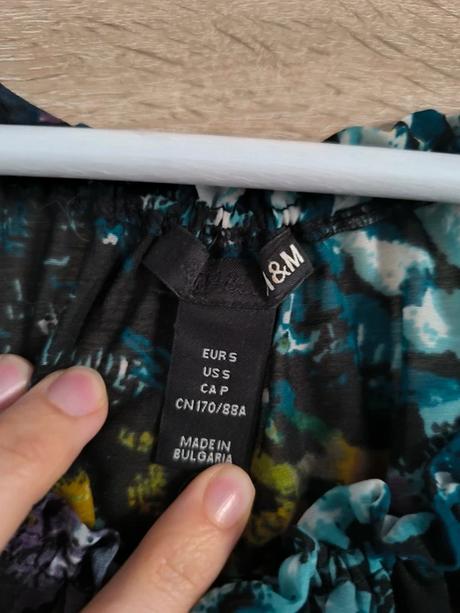 H&M
EUR S
US S
CA P
CN 170/88A
MADE IN
BULGARIA